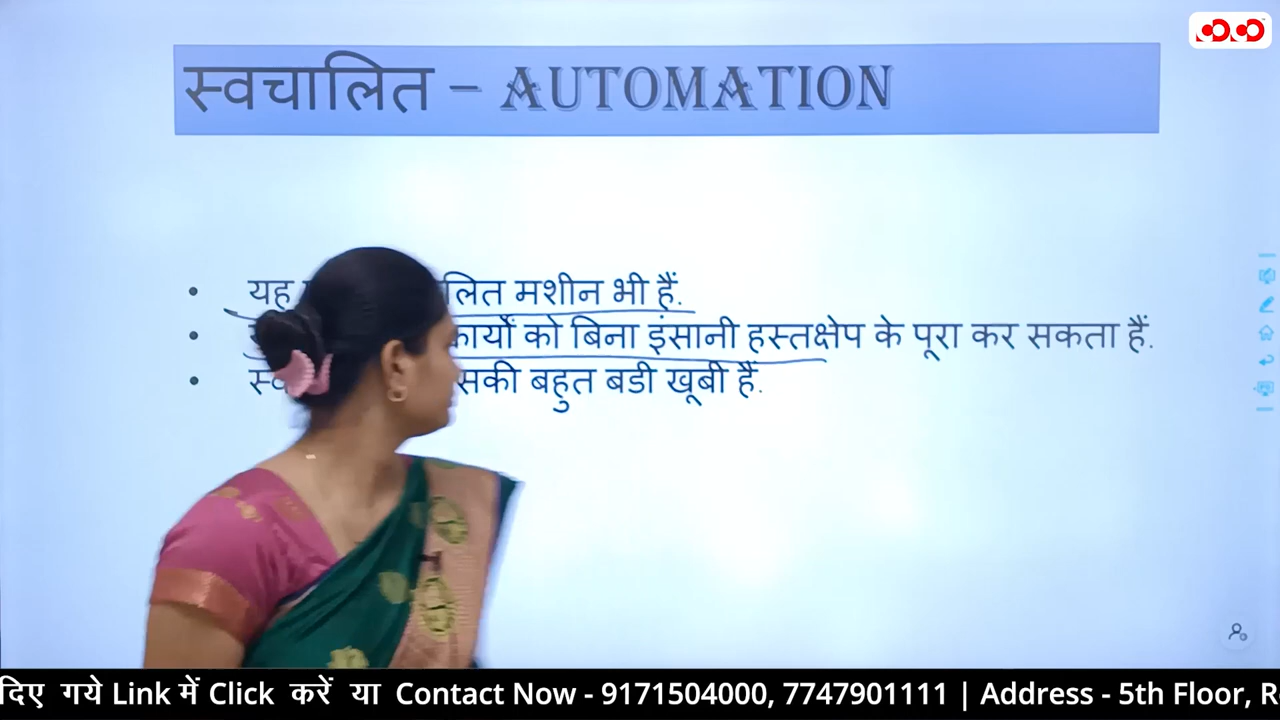 स्वचालित – AUTOMATION
• यह लित मशीन भी हैं.
• कार्यों को बिना इंसानी हस्तक्षेप के पूरा कर सकता हैं.
• बहुत बडी खूबी हैं.
दिए गये Link में Click करें या Contact Now - 9171504000, 7747901111 | Address - 5th Floor,